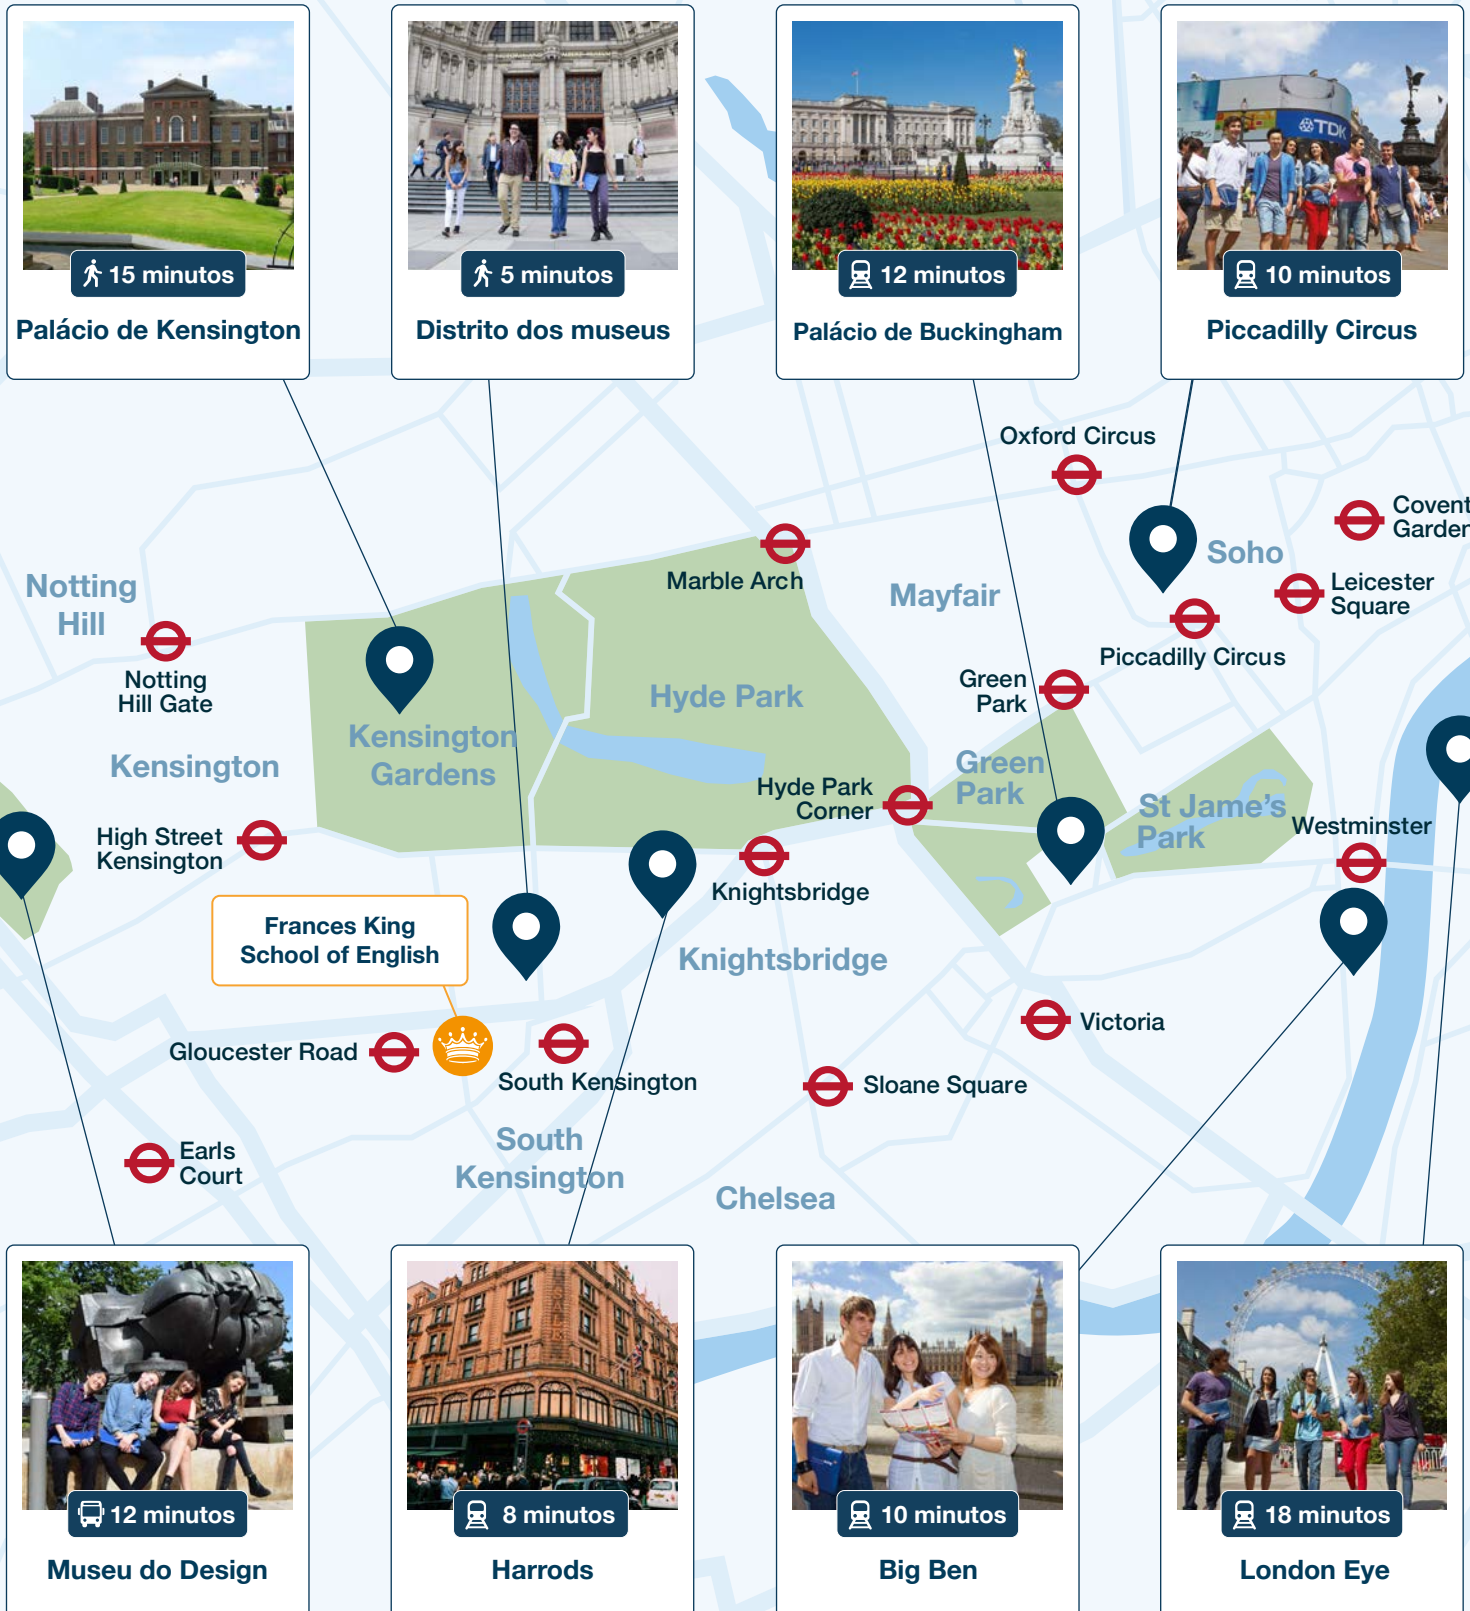 15 minutos
Palácio de Kensington
5 minutos
Distrito dos museus
12 minutos
Palácio de Buckingham
TDK
10 minutos
Piccadilly Circus
Oxford Circus
Covent
Garden
Soho
Marble Arch
Leicester
Square
Notting
Hill
Mayfair
Piccadilly Circus
Notting
Hill Gate
Green
Park
Hyde Park
Kensington
Gardens
Kensington
Green
Park
Hyde Park
Corner
St Jame's
Park
Westminster
High Street
Kensington
Knightsbridge
Frances King
School of English
Knightsbridge
Victoria
Gloucester Road
South Kensington
Sloane Square
Earls
Court
South
Kensington
Chelsea
12 minutos
Museu do Design
8 minutos
Harrods
10 minutos
Big Ben
18 minutos
London Eye